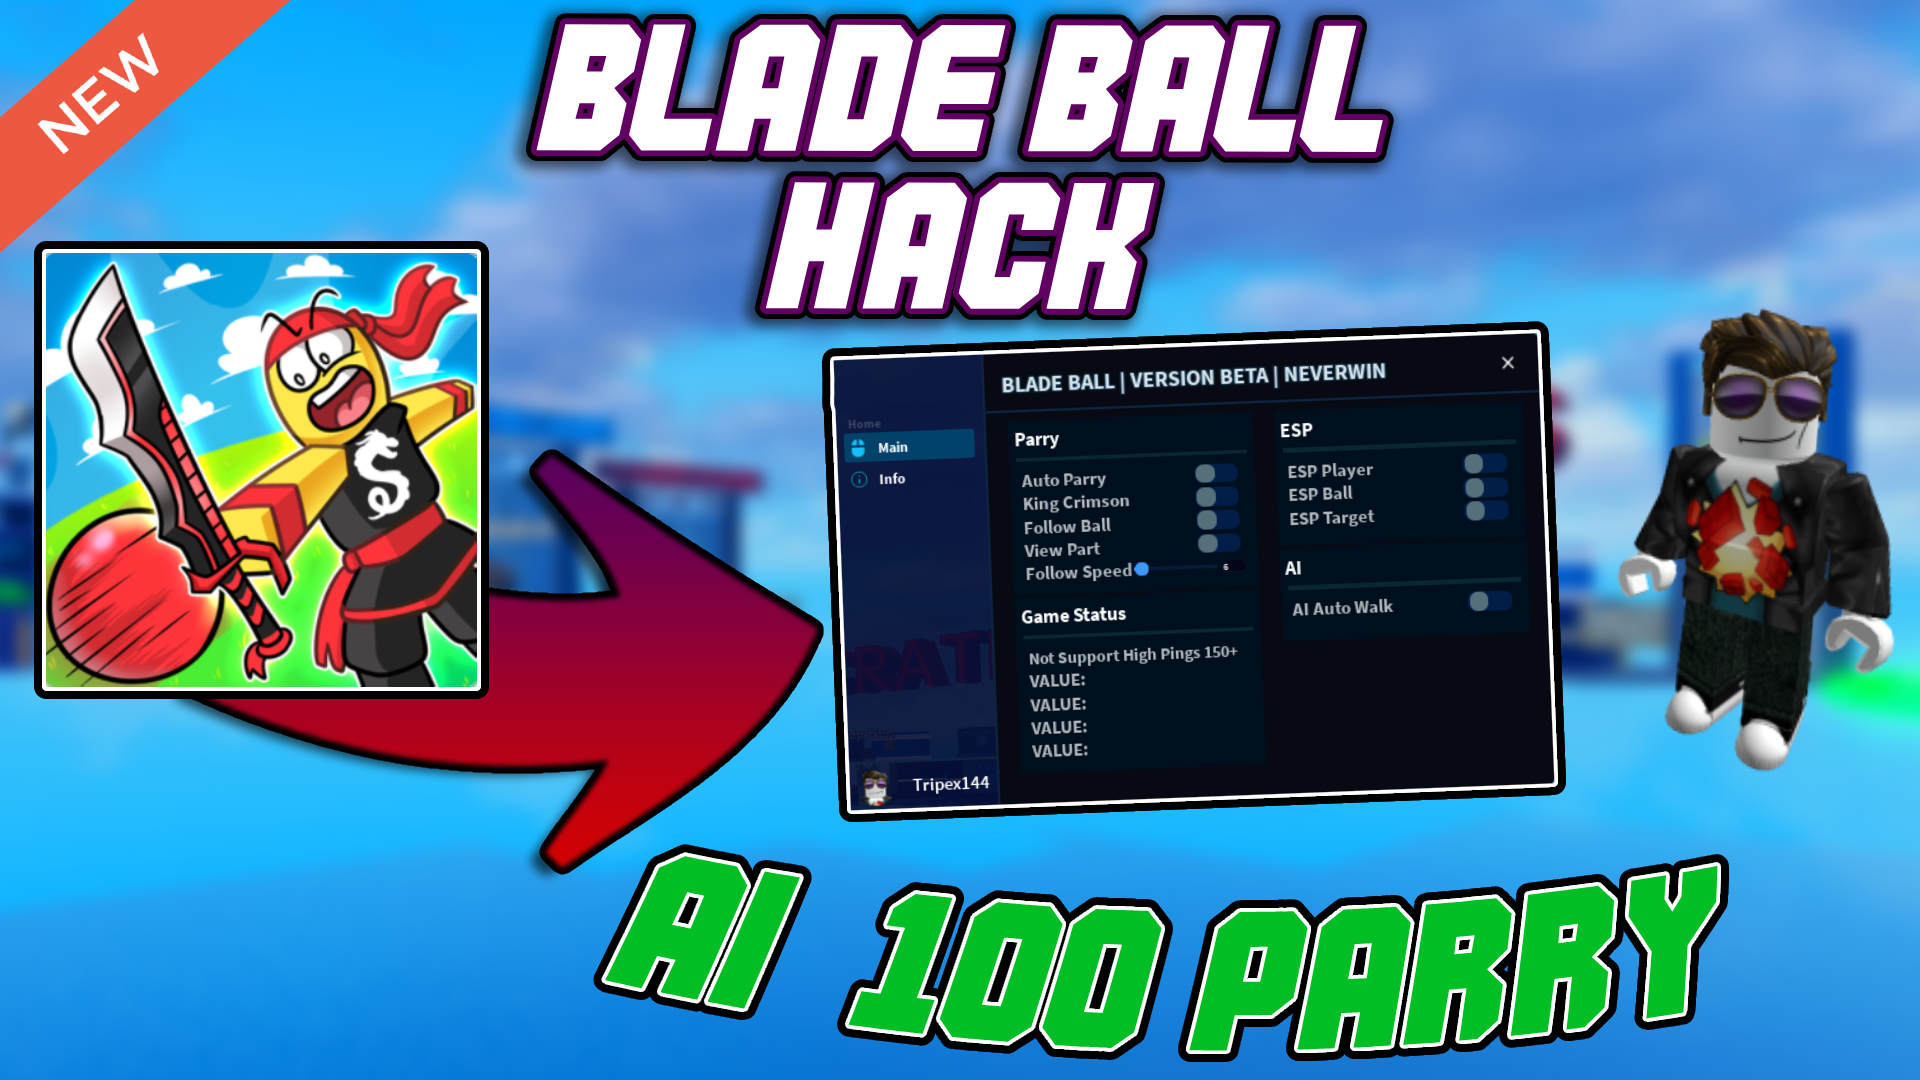 NEW
BLADE BALL
HACK
BLADE BALL | VERSION BETA | NEVERWIN
Home
Main
Info
Parry
Auto Parry
King Crimson
Follow Ball
View Part
Follow Speed 6
Game Status
Not Support High Pings 150+
VALUE:
VALUE:
VALUE:
VALUE:
ESP
ESP Player
ESP Ball
ESP Target
AI
AI Auto Walk
Tripex144
AI 100 PARRY